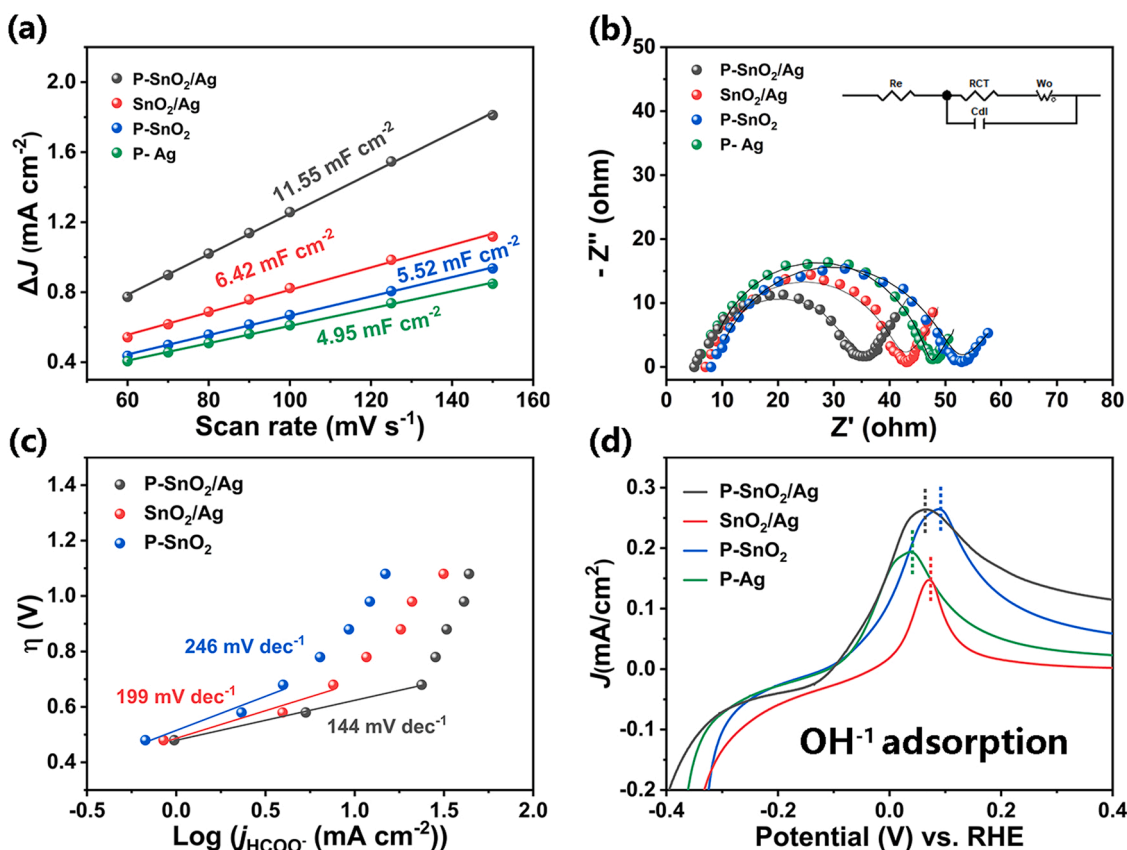 (a)
ΔJ (mA cm⁻²)
2.0
1.6
1.2
0.8
0.4
P-SnO₂/Ag
SnO₂/Ag
P-SnO₂
P- Ag
11.55 mF cm⁻²
6.42 mF cm⁻²
5.52 mF cm⁻²
4.95 mF cm⁻²
60 80 100 120 140 160
Scan rate (mV s⁻¹)
(b)
- Z'' (ohm)
50
40
30
20
10
0
P-SnO₂/Ag
SnO₂/Ag
P-SnO₂
P- Ag
Re RCT Wo
Cdl
0 10 20 30 40 50 60 70 80
Z' (ohm)
(c)
η (V)
1.4
1.2
1.0
0.8
0.6
0.4
P-SnO₂/Ag
SnO₂/Ag
P-SnO₂
246 mV dec⁻¹
199 mV dec⁻¹
144 mV dec⁻¹
-0.5 0.0 0.5 1.0 1.5 2.0
Log (j_HCOO⁻ (mA cm⁻²))
(d)
J(mA/cm²)
0.3
0.2
0.1
0.0
-0.1
-0.2
P-SnO₂/Ag
SnO₂/Ag
P-SnO₂
P-Ag
OH⁻¹ adsorption
-0.4 -0.2 0.0 0.2 0.4
Potential (V) vs. RHE